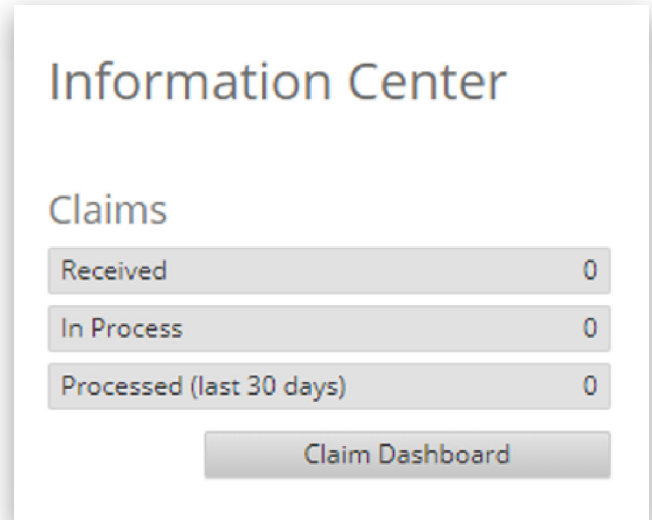 Information Center
Claims
Received 0
In Process 0
Processed (last 30 days) 0
Claim Dashboard